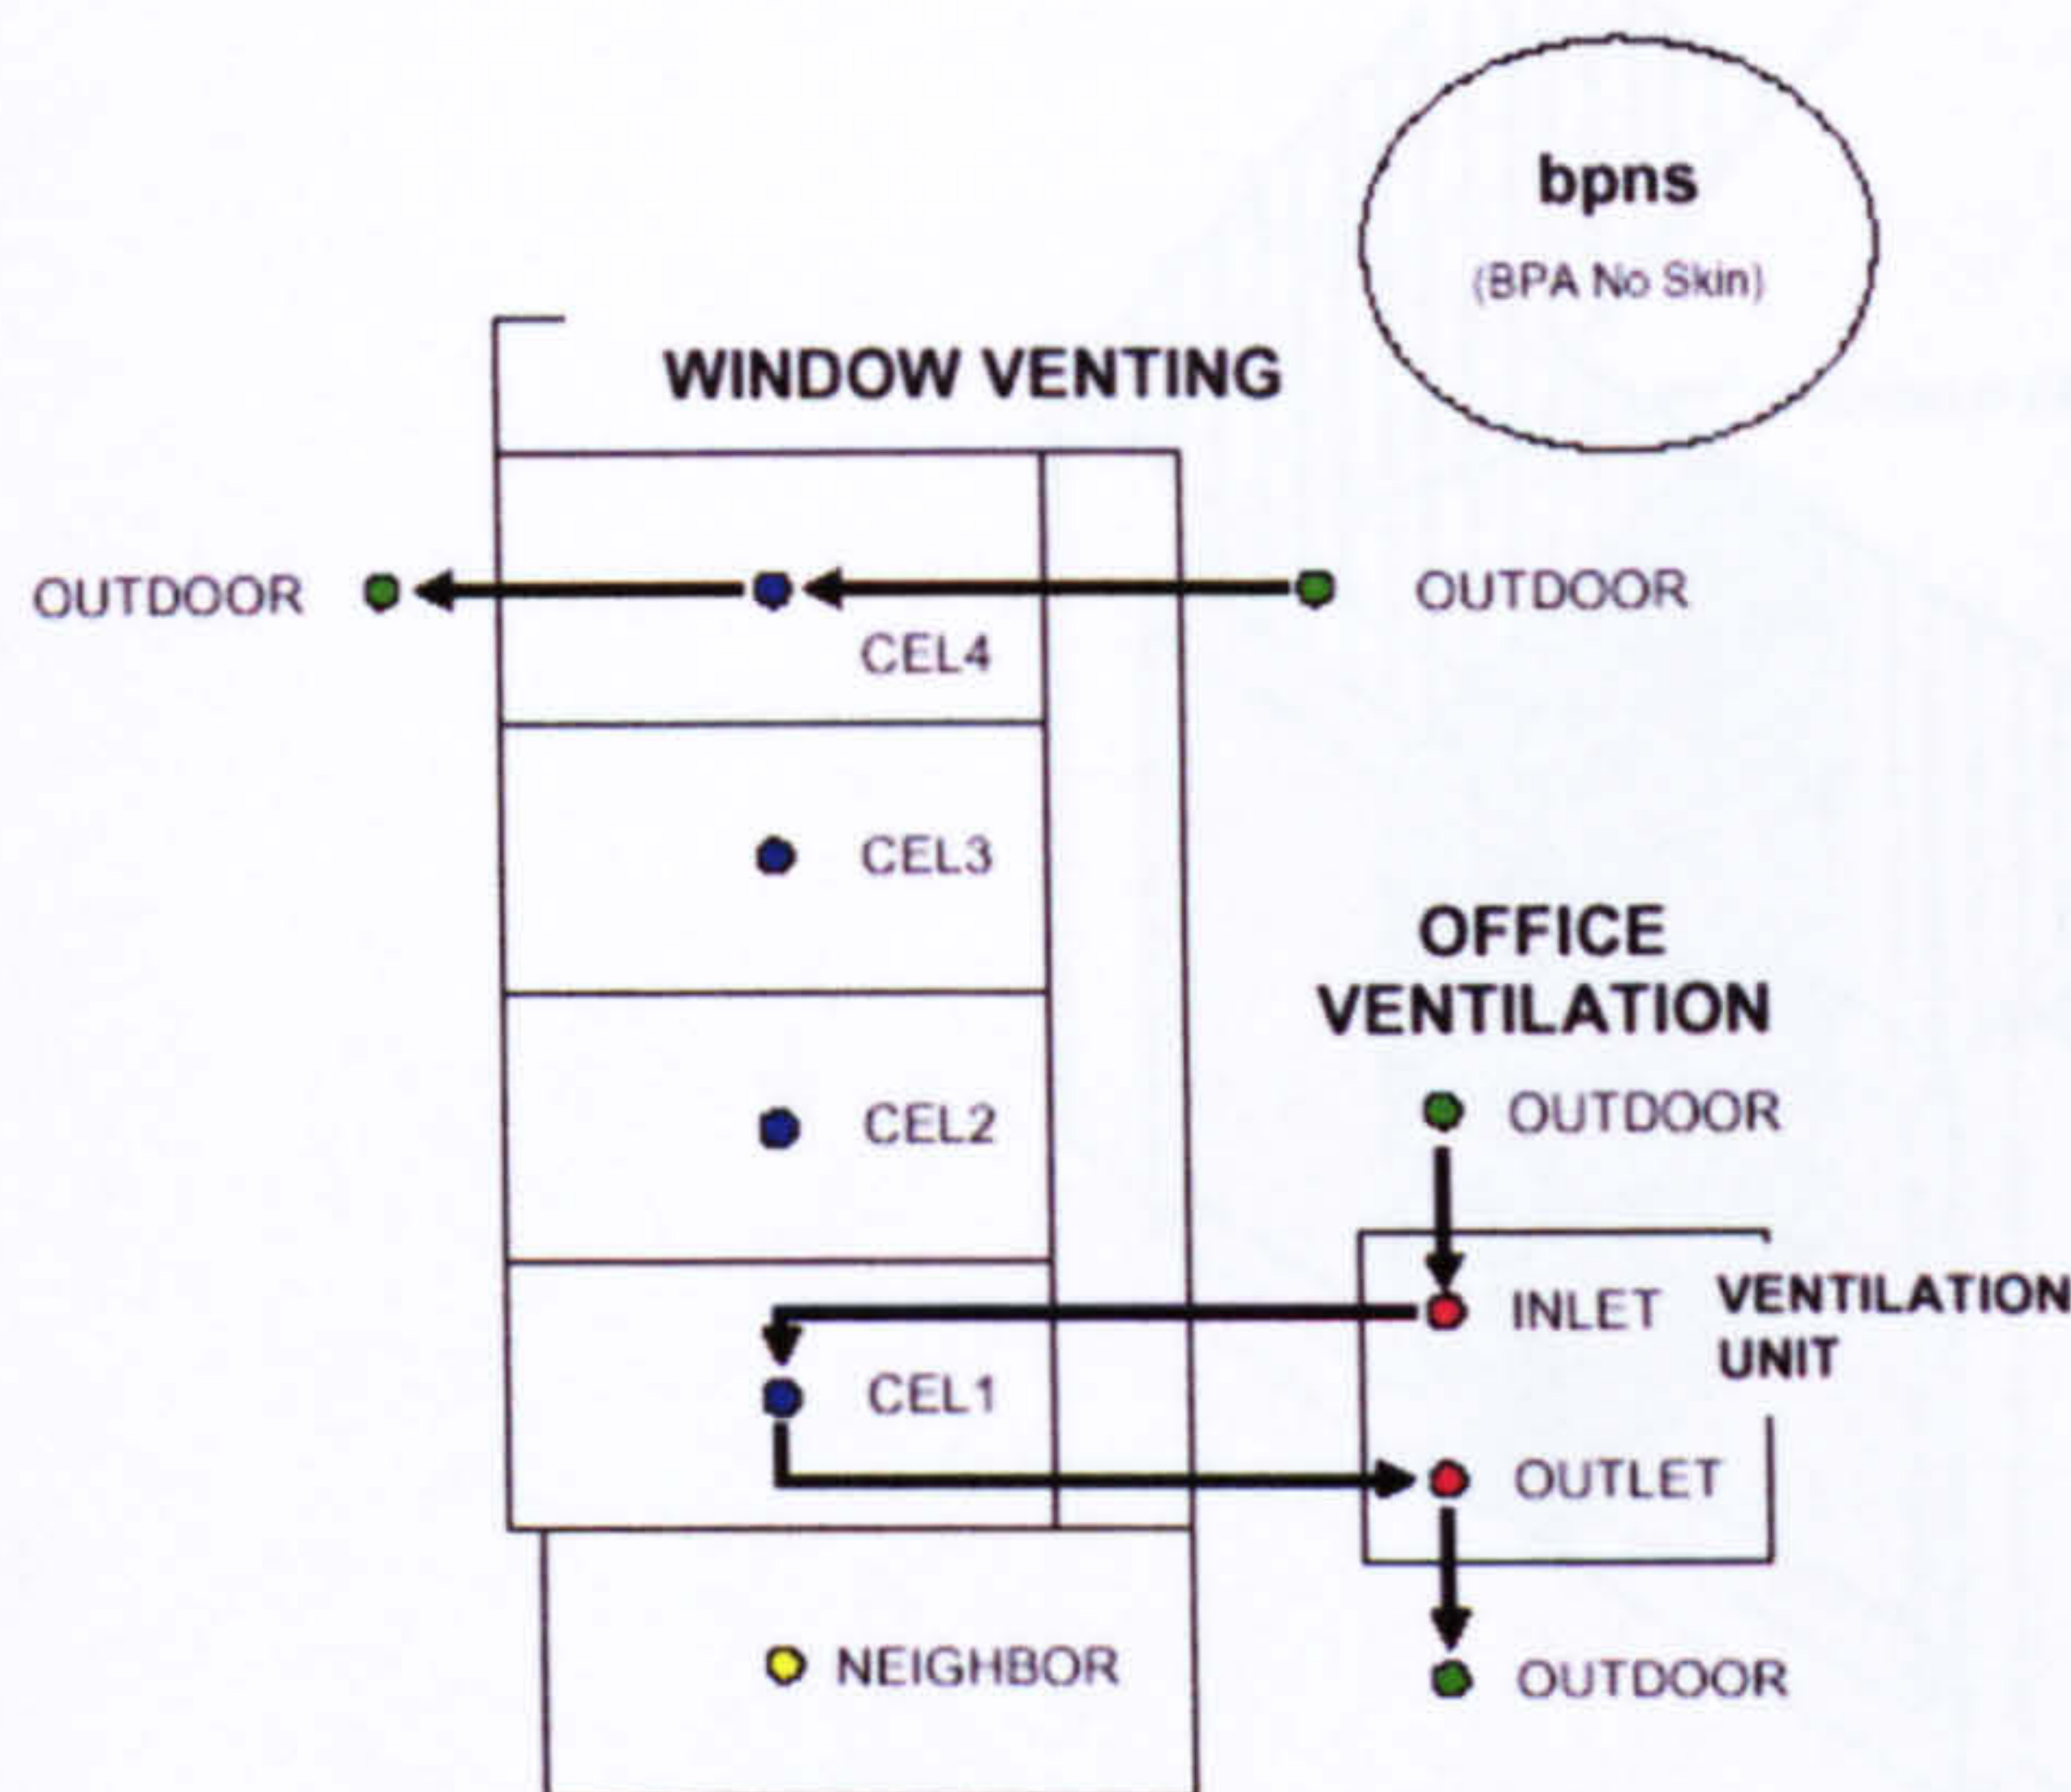 bpns
(BPA No Skin)
WINDOW VENTING
OUTDOOR
OUTDOOR
CEL4
CEL3
OFFICE
VENTILATION
CEL2
OUTDOOR
INLET
VENTILATION
UNIT
CEL1
OUTLET
NEIGHBOR
OUTDOOR